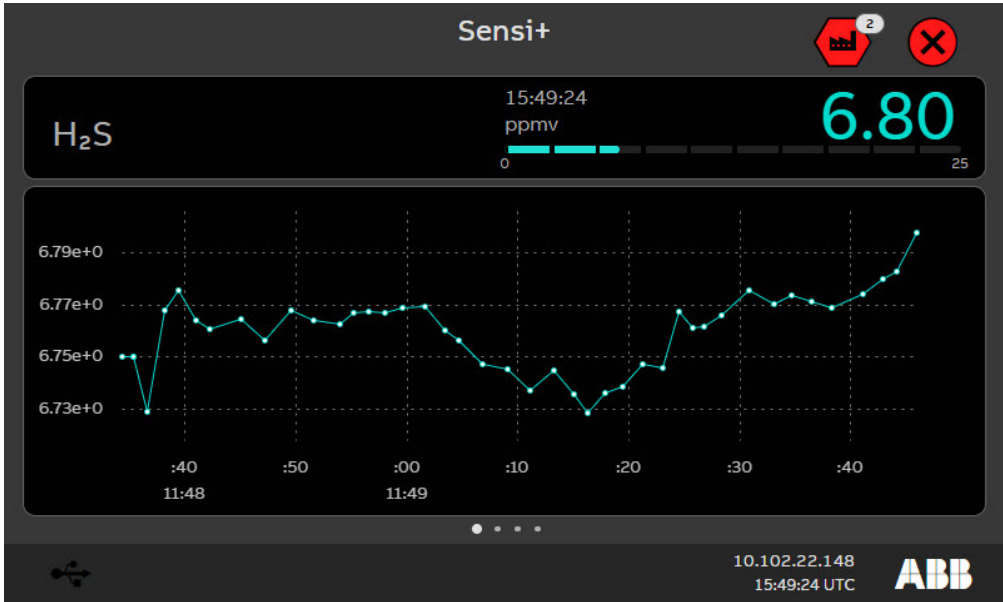 Sensi+
2
H₂S
15:49:24
ppmv
6.80
0
25
6.79e+0
6.77e+0
6.75e+0
6.73e+0
:40 :50 :00 :10 :20 :30 :40
11:48 11:49
10.102.22.148
15:49:24 UTC
ABB